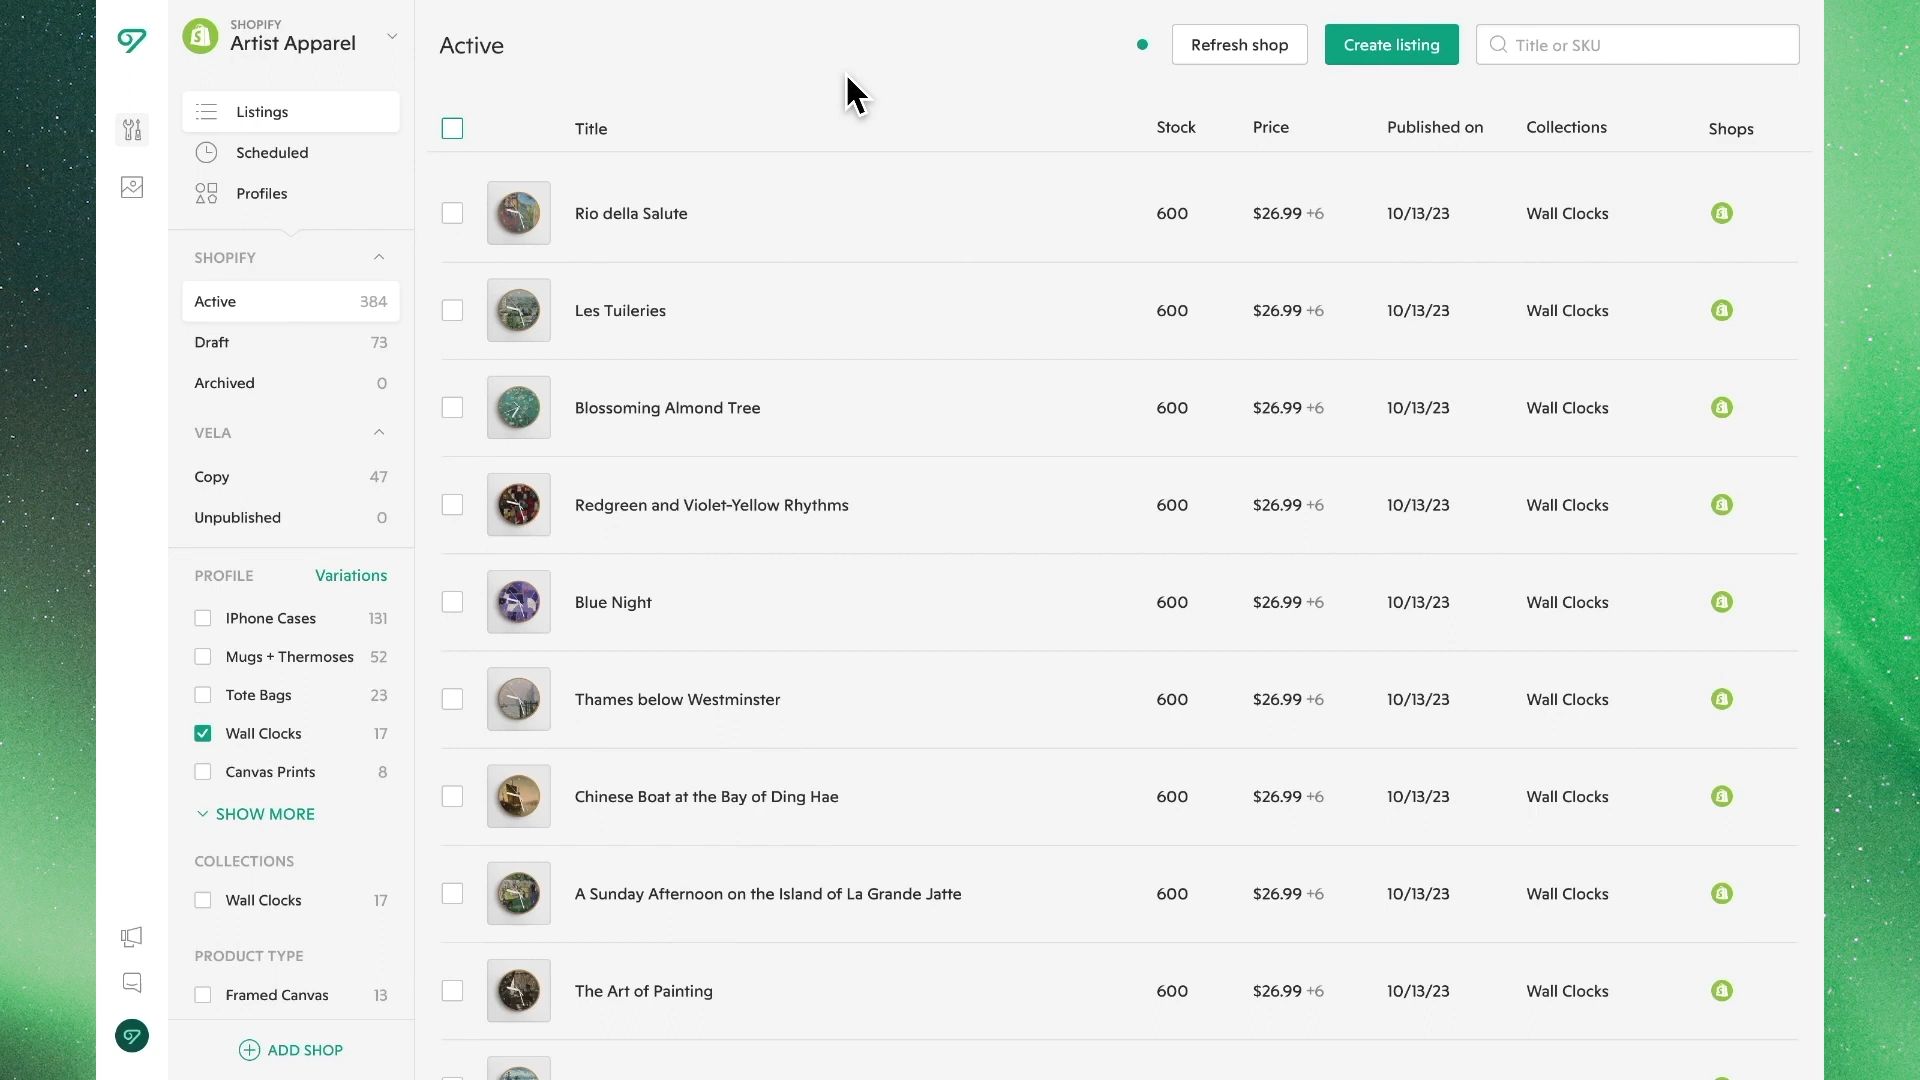 SHOPIFY
Artist Apparel
Listings
Scheduled
Profiles
SHOPIFY
Active 384
Draft 73
Archived 0
VELA
Copy 47
Unpublished 0
PROFILE Variations
IPhone Cases 131
Mugs + Thermoses 52
Tote Bags 23
Wall Clocks 17
Canvas Prints 8
SHOW MORE
COLLECTIONS
Wall Clocks 17
PRODUCT TYPE
Framed Canvas 13
ADD SHOP
Active
Refresh shop
Create listing
Title or SKU
Title Stock Price Published on Collections Shops
Rio della Salute 600 $26.99 +6 10/13/23 Wall Clocks
Les Tuileries 600 $26.99 +6 10/13/23 Wall Clocks
Blossoming Almond Tree 600 $26.99 +6 10/13/23 Wall Clocks
Redgreen and Violet-Yellow Rhythms 600 $26.99 +6 10/13/23 Wall Clocks
Blue Night 600 $26.99 +6 10/13/23 Wall Clocks
Thames below Westminster 600 $26.99 +6 10/13/23 Wall Clocks
Chinese Boat at the Bay of Ding Hae 600 $26.99 +6 10/13/23 Wall Clocks
A Sunday Afternoon on the Island of La Grande Jatte 600 $26.99 +6 10/13/23 Wall Clocks
The Art of Painting 600 $26.99 +6 10/13/23 Wall Clocks